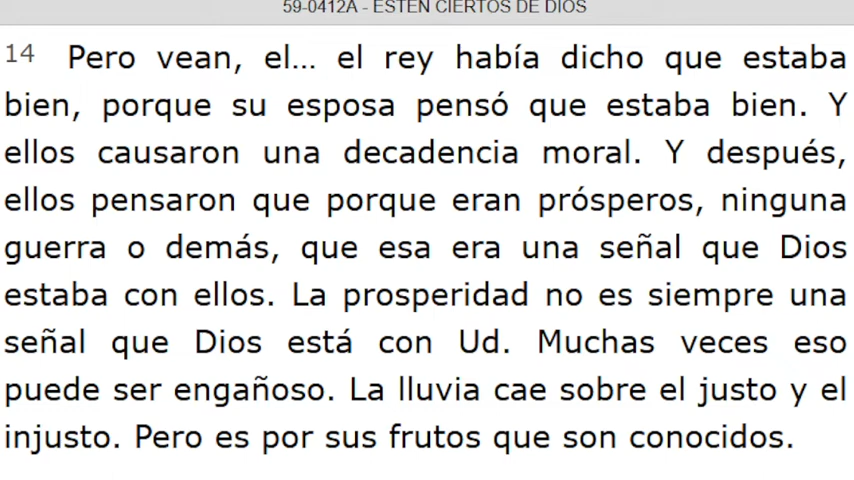 59-0412A - ESTÉN CIERTOS DE DIOS
14 Pero vean, el... el rey había dicho que estaba
bien, porque su esposa pensó que estaba bien. Y
ellos causaron una decadencia moral. Y después,
ellos pensaron que porque eran prósperos, ninguna
guerra o demás, que esa era una señal que Dios
estaba con ellos. La prosperidad no es siempre una
señal que Dios está con Ud. Muchas veces eso
puede ser engañoso. La lluvia cae sobre el justo y el
injusto. Pero es por sus frutos que son conocidos.